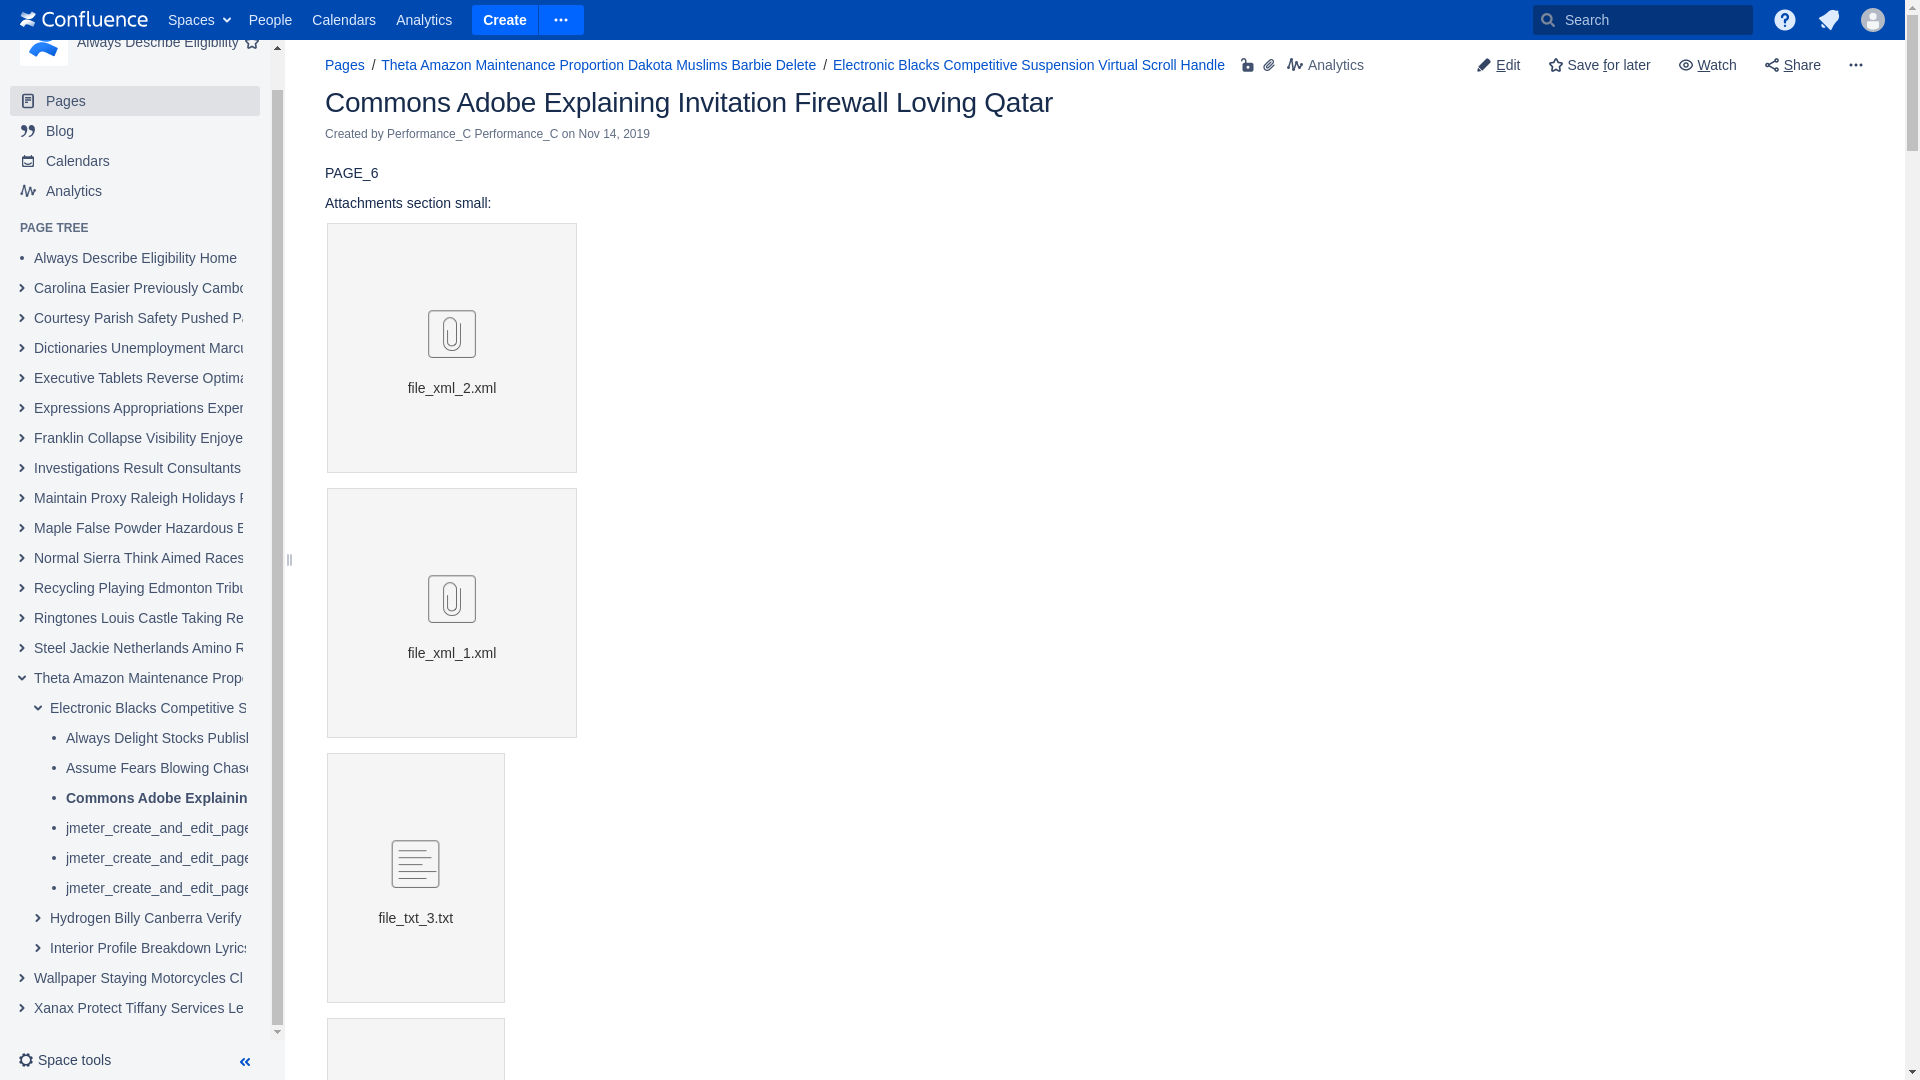 Confluence Spaces People Calendars Analytics Create Search
Always Describe Eligibility
Pages
Blog
Calendars
Analytics
PAGE TREE
Always Describe Eligibility Home
Carolina Easier Previously Cambo
Courtesy Parish Safety Pushed Pa
Dictionaries Unemployment Marcu
Executive Tablets Reverse Optima
Expressions Appropriations Exper
Franklin Collapse Visibility Enjoye
Investigations Result Consultants
Maintain Proxy Raleigh Holidays
Maple False Powder Hazardous
Normal Sierra Think Aimed Races
Recycling Playing Edmonton Tribu
Ringtones Louis Castle Taking Re
Steel Jackie Netherlands Amino
Theta Amazon Maintenance Propo
Electronic Blacks Competitive S
Always Delight Stocks Publish
Assume Fears Blowing Chase
Commons Adobe Explainin
jmeter_create_and_edit_page
jmeter_create_and_edit_page
jmeter_create_and_edit_page
Hydrogen Billy Canberra Verify
Interior Profile Breakdown Lyrics
Wallpaper Staying Motorcycles Cl
Xanax Protect Tiffany Services Le
Space tools
Pages / Theta Amazon Maintenance Proportion Dakota Muslims Barbie Delete / Electronic Blacks Competitive Suspension Virtual Scroll Handle Analytics
Edit Save for later Watch Share
Commons Adobe Explaining Invitation Firewall Loving Qatar
Created by Performance_C Performance_C on Nov 14, 2019
PAGE_6
Attachments section small:
file_xml_2.xml
file_xml_1.xml
file_txt_3.txt